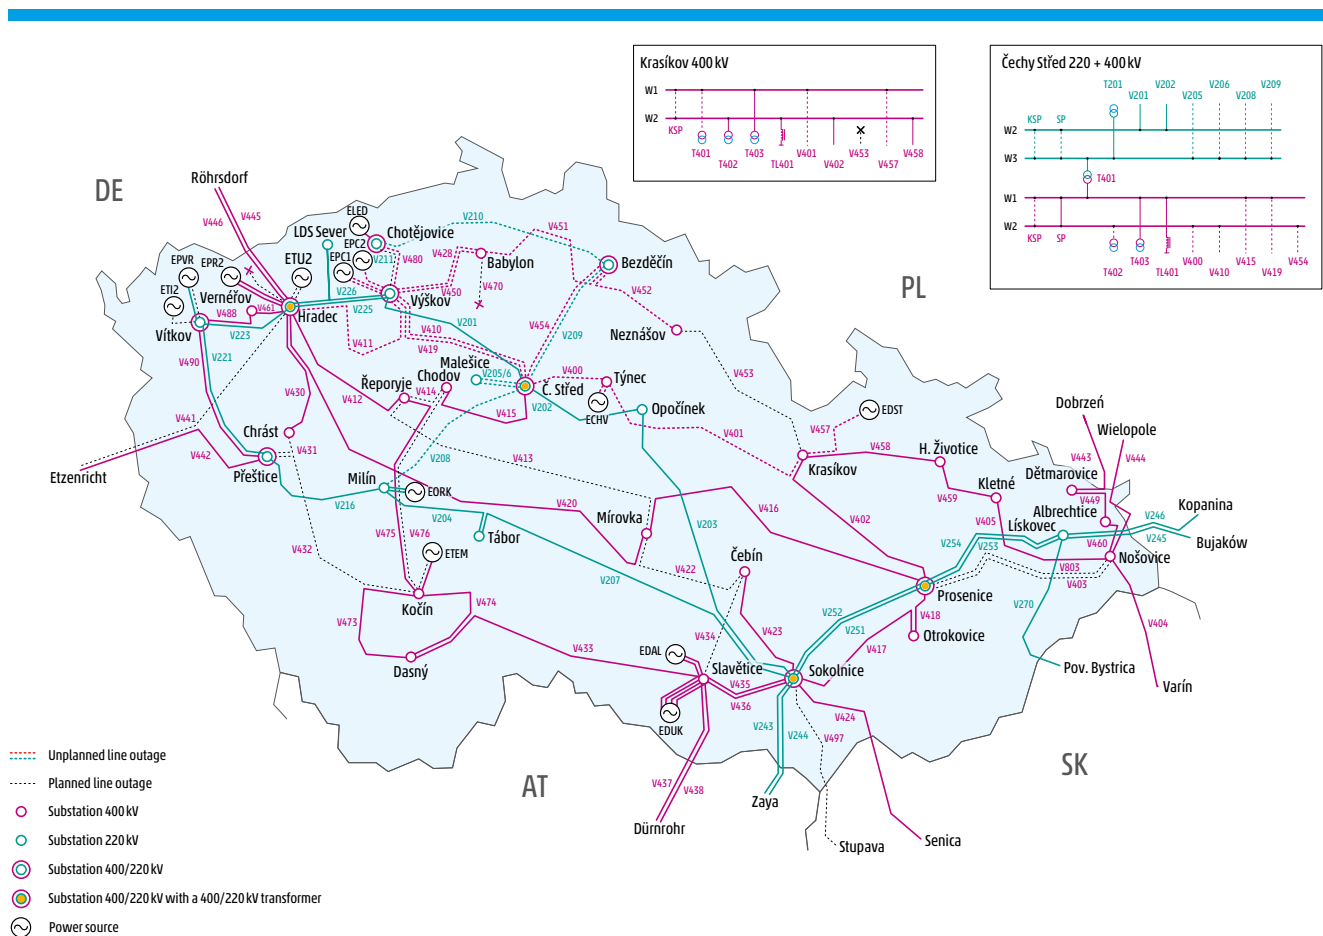 Krasíkov 400 kV
W1
W2
KSP
T401
T402
T403
TL401
V401
V402
V453
V457
V458
Čechy Střed 220 + 400 kV
T201
V201
V202
V205
V206
V208
V209
KSP
SP
W2
W3
T401
W1
W2
KSP
SP
T402
T403
TL401
V400
V410
V415
V419
V454
DE
PL
AT
SK
Röhrsdorf
V446
V445
ELED
LDS Sever
Chotějovice
V210
V451
EPC2
EPC1
V211
V480
V428
Babylon
Bezděčín
EPVR
EPR2
ETU2
ETI2
Vernéřov
V226
V225
V450
V470
V452
Výškov
V488
V461
Hradec
Vítkov
V223
V410
V201
V454
V209
Neznášov
V411
V419
V490
V221
Malešice
Chodov
V205/6
V400
Týnec
V453
Řeporyje
V414
Č. Střed
V430
V412
V415
V202
ECHV
Opočínek
V457
EDST
Dobrzeń
V441
Chrást
V401
Wielopole
V442
V431
V208
V413
Krasíkov
V458
H. Životice
V443
V444
Etzenricht
Přeštice
Milín
EORK
V459
Kletné
Dětmarovice
V449
V216
V204
V420
V416
Albrechtice
Kopanina
V246
V475
V476
Tábor
Mírovka
V203
V402
V405
Lískovec
V245
Bujaków
V432
ETEM
V254
V253
V460
Nošovice
Čebín
V422
V803
V403
V207
Kočín
Prosenice
V473
V474
V252
V251
V418
V270
V404
Otrokovice
V433
V434
V423
V417
EDAL
Dasný
Slavětice
Sokolnice
Pov. Bystrica
V435
V436
Varín
EDUK
V243
V244
V424
V497
V437
V438
Zaya
Dürnrohr
Stupava
Senica
Unplanned line outage
Planned line outage
Substation 400 kV
Substation 220 kV
Substation 400/220 kV
Substation 400/220 kV with a 400/220 kV transformer
Power source